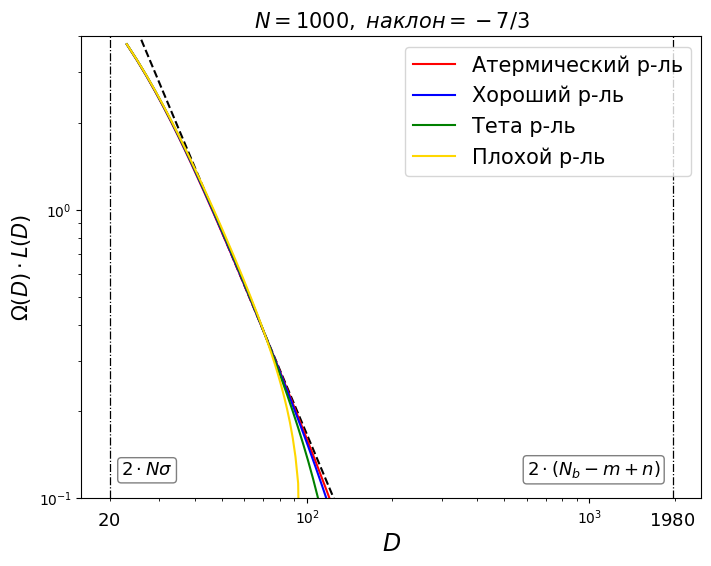 N = 1000, наклон = − 7/3
Атермический р-ль
Хороший р-ль
Тета р-ль
Плохой р-ль
Ω(D) · L(D)
10⁰
10⁻¹
2 · Nσ
2 · (N_b − m + n)
20
10²
10³
1980
D